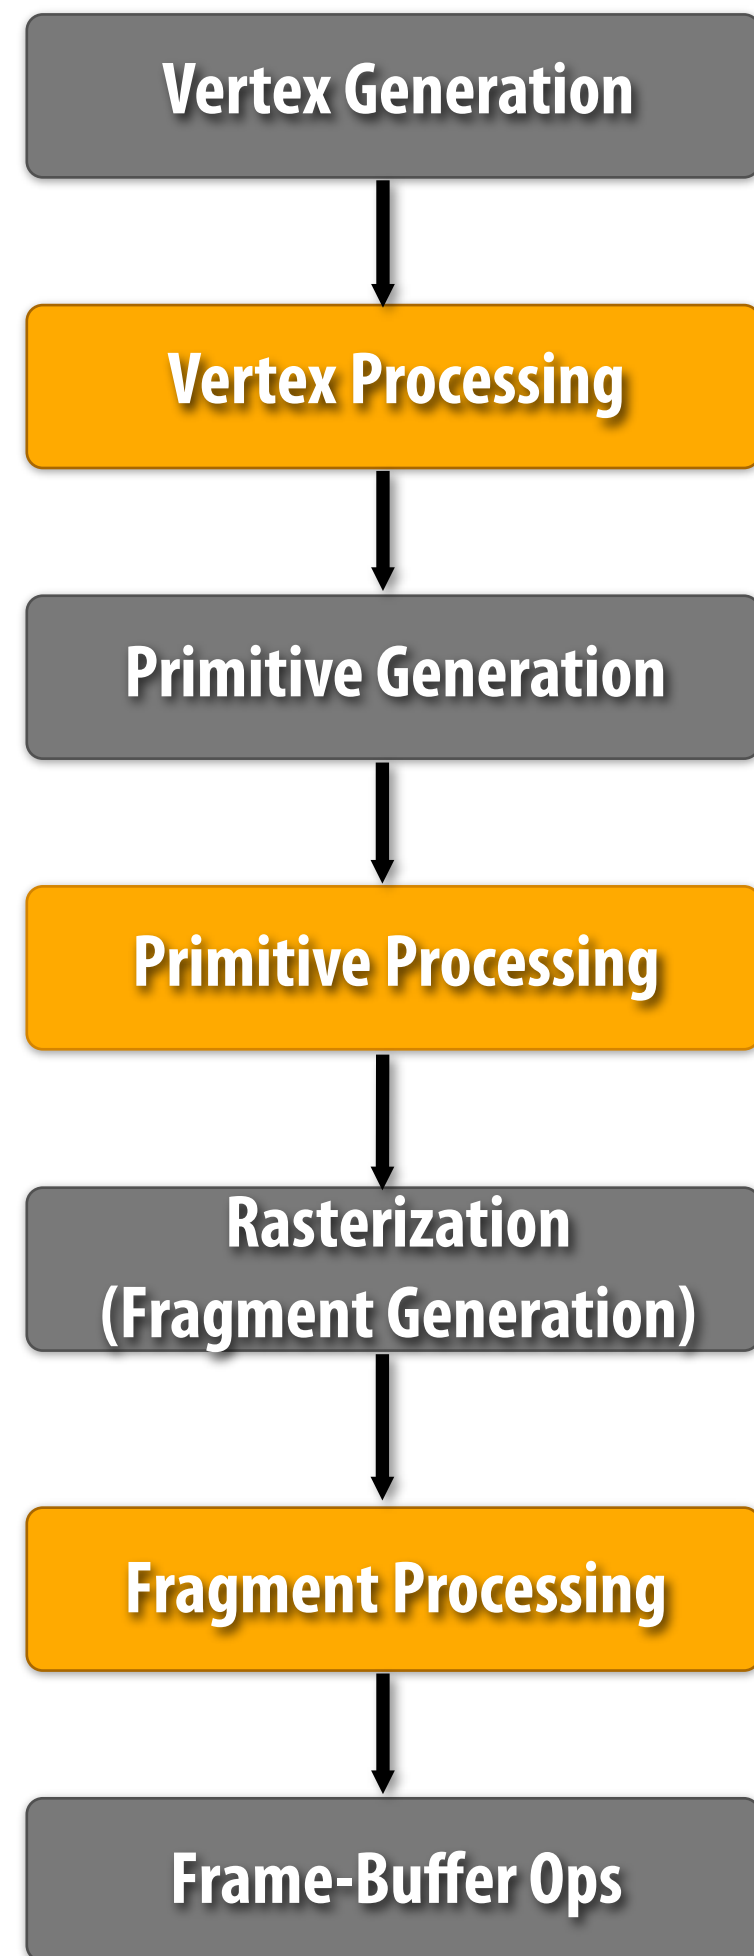 Vertex Generation
Vertex Processing
Primitive Generation
Primitive Processing
Rasterization
(Fragment Generation)
Fragment Processing
Frame-Buffer Ops